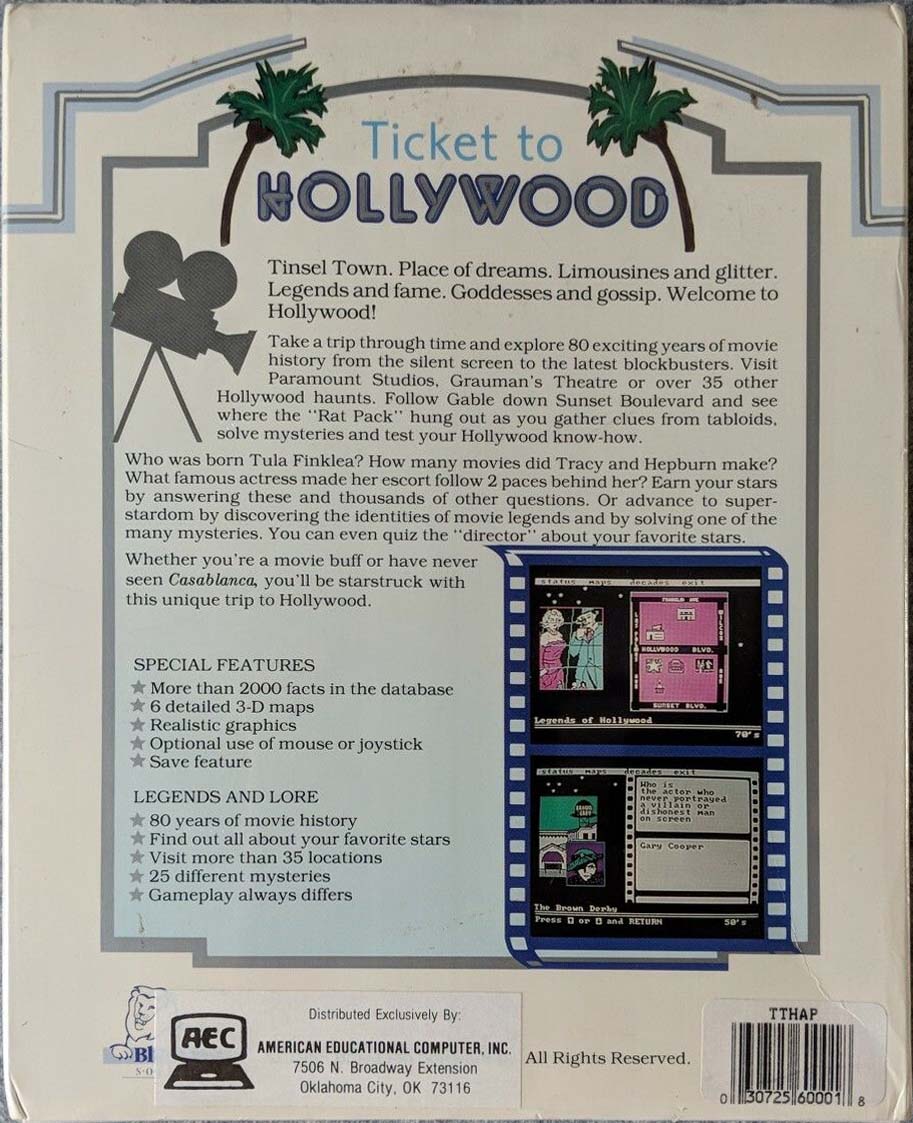 Ticket to
HOLLYWOOD
Tinsel Town. Place of dreams. Limousines and glitter.
Legends and fame. Goddesses and gossip. Welcome to
Hollywood!
Take a trip through time and explore 80 exciting years of movie
history from the silent screen to the latest blockbusters. Visit
Paramount Studios, Grauman's Theatre or over 35 other
Hollywood haunts. Follow Gable down Sunset Boulevard and see
where the "Rat Pack" hung out as you gather clues from tabloids,
solve mysteries and test your Hollywood know-how.
Who was born Tula Finklea? How many movies did Tracy and Hepburn make?
What famous actress made her escort follow 2 paces behind her? Earn your stars
by answering these and thousands of other questions. Or advance to super-
stardom by discovering the identities of movie legends and by solving one of the
many mysteries. You can even quiz the "director" about your favorite stars.
Whether you're a movie buff or have never
seen Casablanca, you'll be starstruck with
this unique trip to Hollywood.
SPECIAL FEATURES
More than 2000 facts in the database
6 detailed 3-D maps
Realistic graphics
Optional use of mouse or joystick
Save feature
LEGENDS AND LORE
80 years of movie history
Find out all about your favorite stars
Visit more than 35 locations
25 different mysteries
Gameplay always differs
status maps decades exit
FRANKLIN AVE
LAS PALMAS
WILCOX
HOLLYWOOD BLVD.
AVE
AVE
SUNSET BLVD.
Legends of Hollywood
70's
status maps decades exit
Who is
the actor who
never portrayed
a villain or
dishonest man
on screen
Gary Cooper
The Brown Derby
Press or and RETURN 50's
Bl
S·O
AEC
Distributed Exclusively By:
AMERICAN EDUCATIONAL COMPUTER, INC.
7506 N. Broadway Extension
Oklahoma City, OK 73116
All Rights Reserved.
TTHAP
0 30725 60001 8